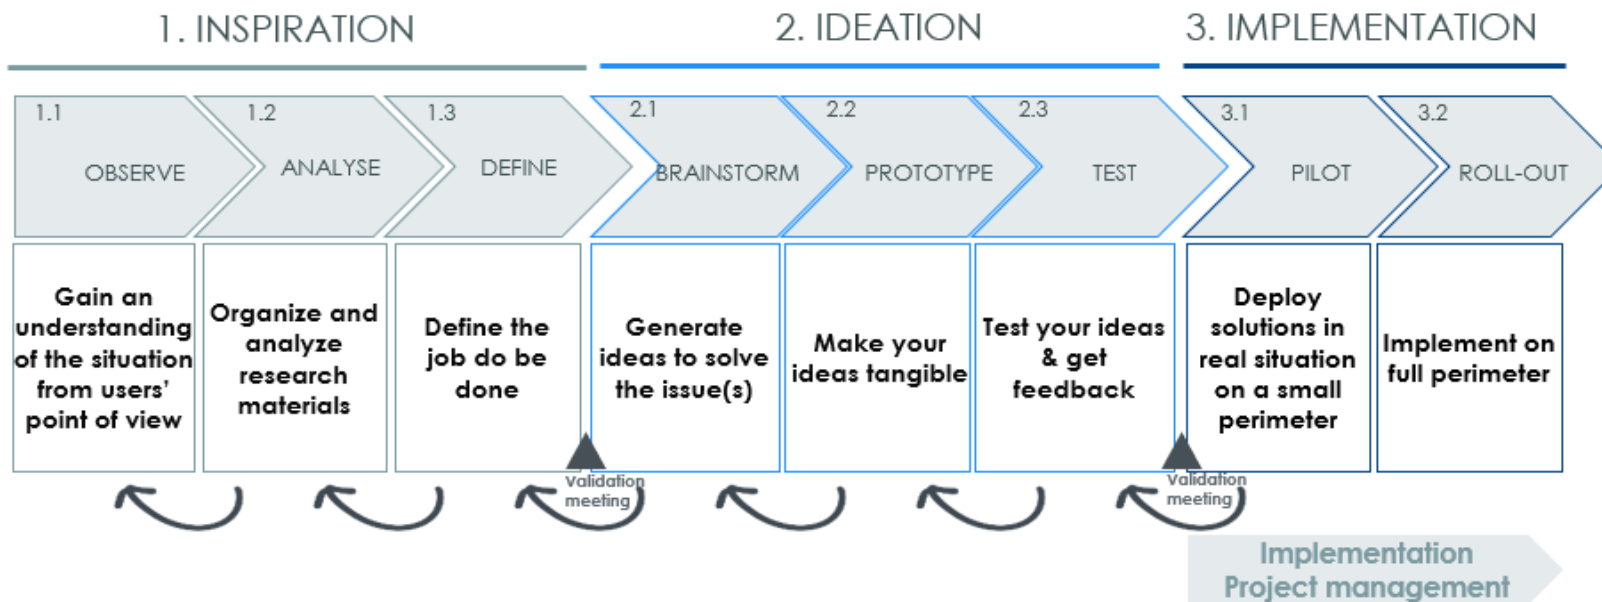 1. INSPIRATION
2. IDEATION
3. IMPLEMENTATION
1.1
OBSERVE
1.2
ANALYSE
1.3
DEFINE
2.1
BRAINSTORM
2.2
PROTOTYPE
2.3
TEST
3.1
PILOT
3.2
ROLL-OUT
Gain an
understanding
of the situation
from users'
point of view
Organize and
analyze
research
materials
Define the
job do be
done
Generate
ideas to solve
the issue(s)
Make your
ideas tangible
Test your ideas
& get
feedback
Deploy
solutions in
real situation
on a small
perimeter
Implement on
full perimeter
Validation
meeting
Validation
meeting
Implementation
Project management